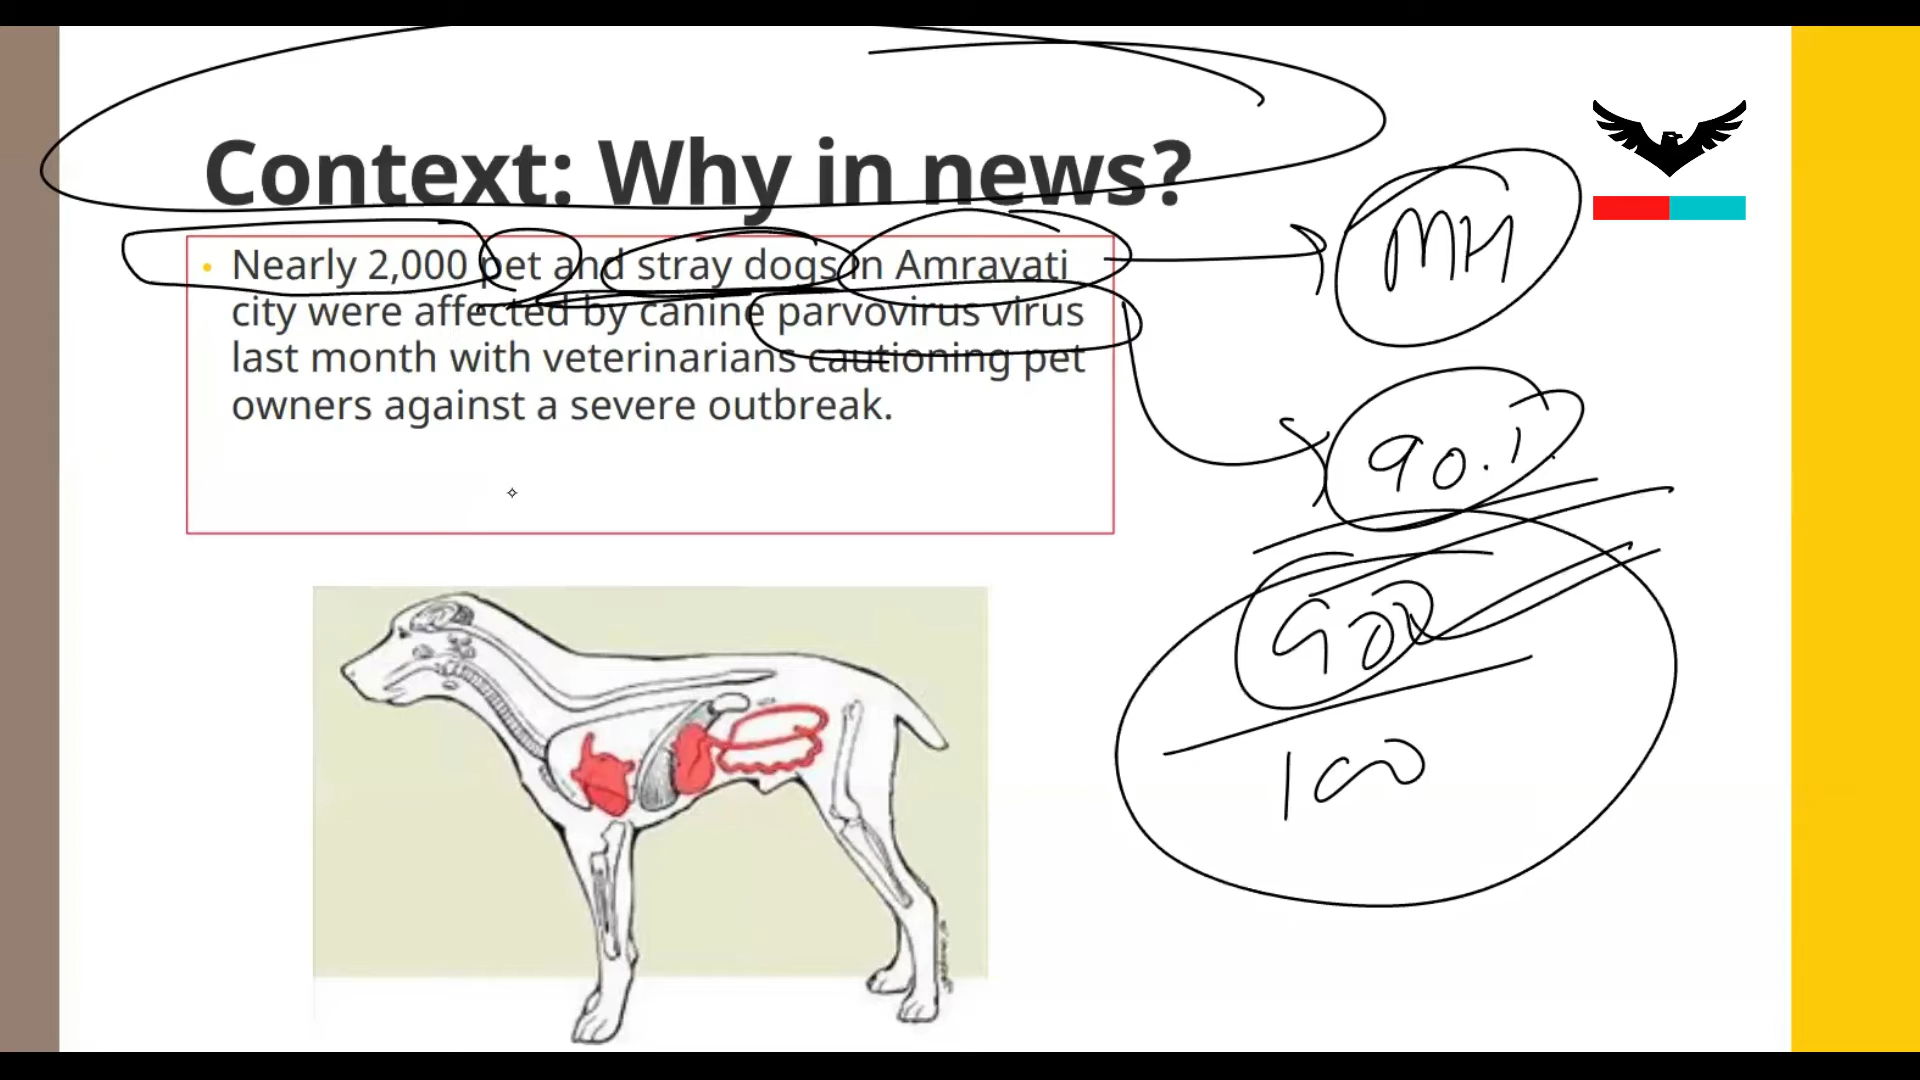 Context: Why in news?
Nearly 2,000 pet and stray dogs in Amravati
city were affected by canine parvovirus virus
last month with veterinarians cautioning pet
owners against a severe outbreak.
MH
90%
90
100